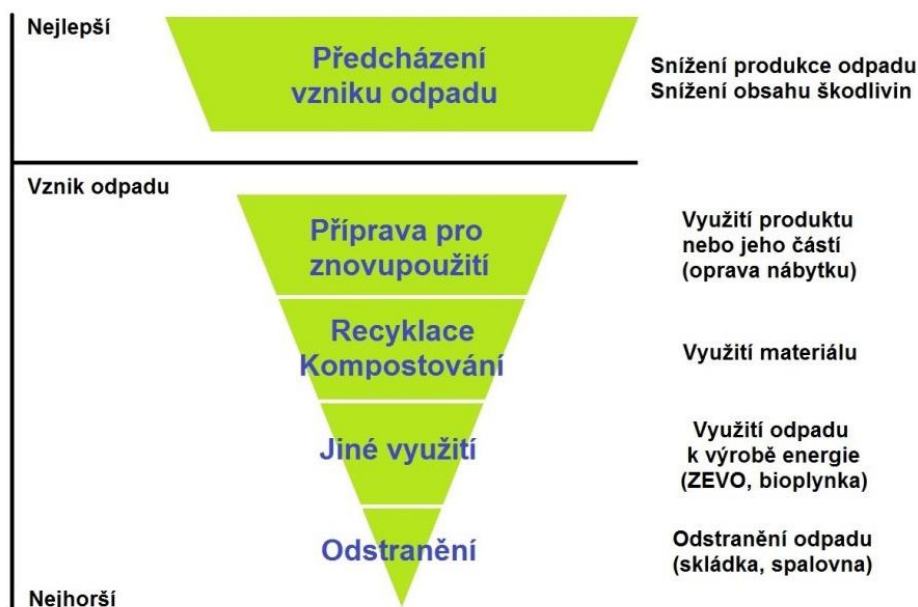 Nejlepší
Předcházení
vzniku odpadu
Snížení produkce odpadu
Snížení obsahu škodlivin
Vznik odpadu
Příprava pro
znovupoužití
Využití produktu
nebo jeho částí
(oprava nábytku)
Recyklace
Kompostování
Využití materiálu
Jiné využití
Využití odpadu
k výrobě energie
(ZEVO, bioplynka)
Odstranění
Odstranění odpadu
(skládka, spalovna)
Nejhorší